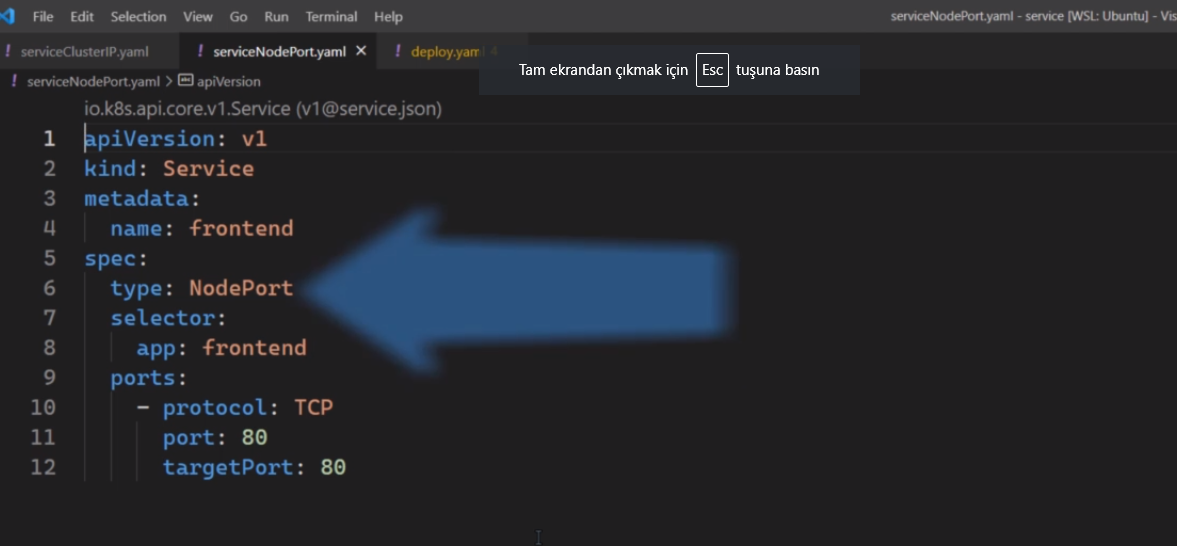 File Edit Selection View Go Run Terminal Help serviceNodePort.yaml - service [WSL: Ubuntu] - Vis
! serviceClusterIP.yaml ! serviceNodePort.yaml ✕ ! deploy.yaml 4
Tam ekrandan çıkmak için Esc tuşuna basın
! serviceNodePort.yaml > abc apiVersion
io.k8s.api.core.v1.Service (v1@service.json)
1 apiVersion: v1
2 kind: Service
3 metadata:
4 name: frontend
5 spec:
6 type: NodePort
7 selector:
8 app: frontend
9 ports:
10 - protocol: TCP
11 port: 80
12 targetPort: 80